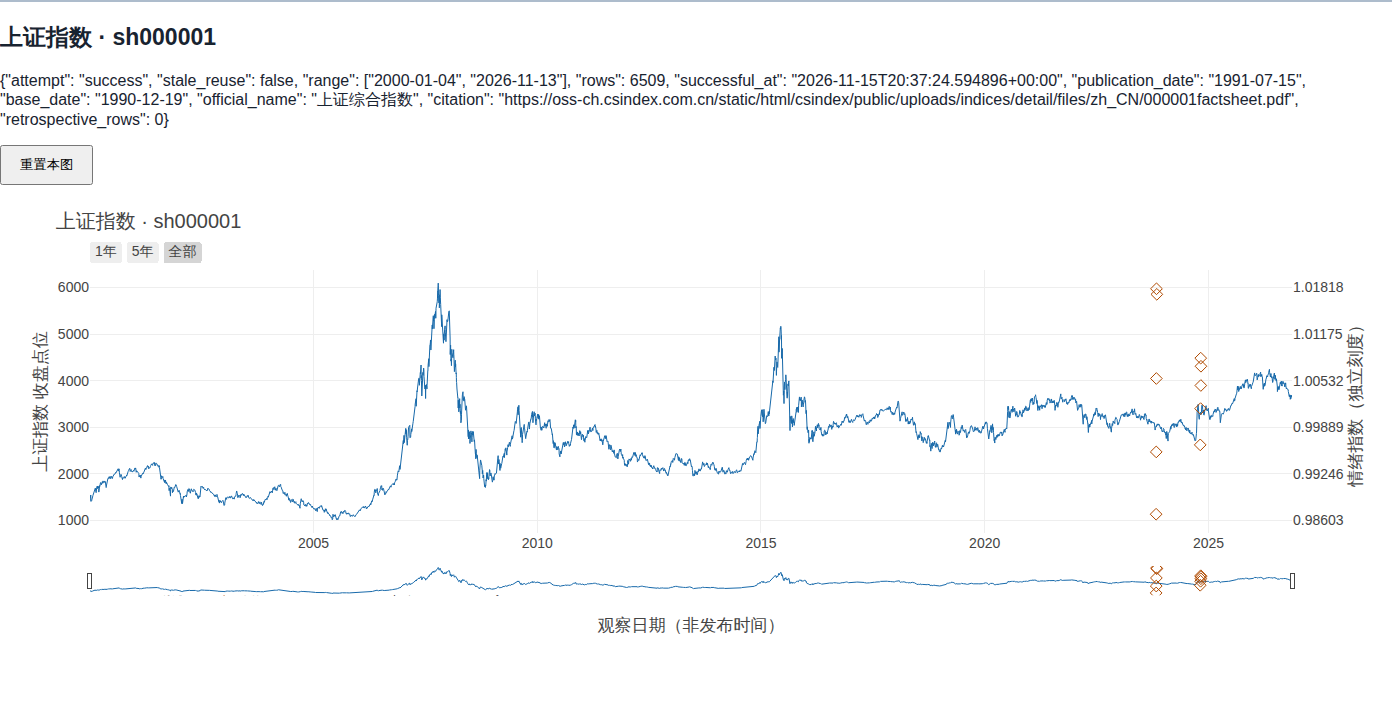 上证指数 · sh000001
{"attempt": "success", "stale_reuse": false, "range": ["2000-01-04", "2026-11-13"], "rows": 6509, "successful_at": "2026-11-15T20:37:24.594896+00:00", "publication_date": "1991-07-15",
"base_date": "1990-12-19", "official_name": "上证综合指数", "citation": "https://oss-ch.csindex.com.cn/static/html/csindex/public/uploads/indices/detail/files/zh_CN/000001factsheet.pdf",
"retrospective_rows": 0}
重置本图
上证指数 · sh000001
1年 5年 全部
上证指数 收盘点位
6000
5000
4000
3000
2000
1000
1.01818
1.01175
1.00532
0.99889
0.99246
0.98603
情绪指数（独立刻度）
2005 2010 2015 2020 2025
观察日期（非发布时间）